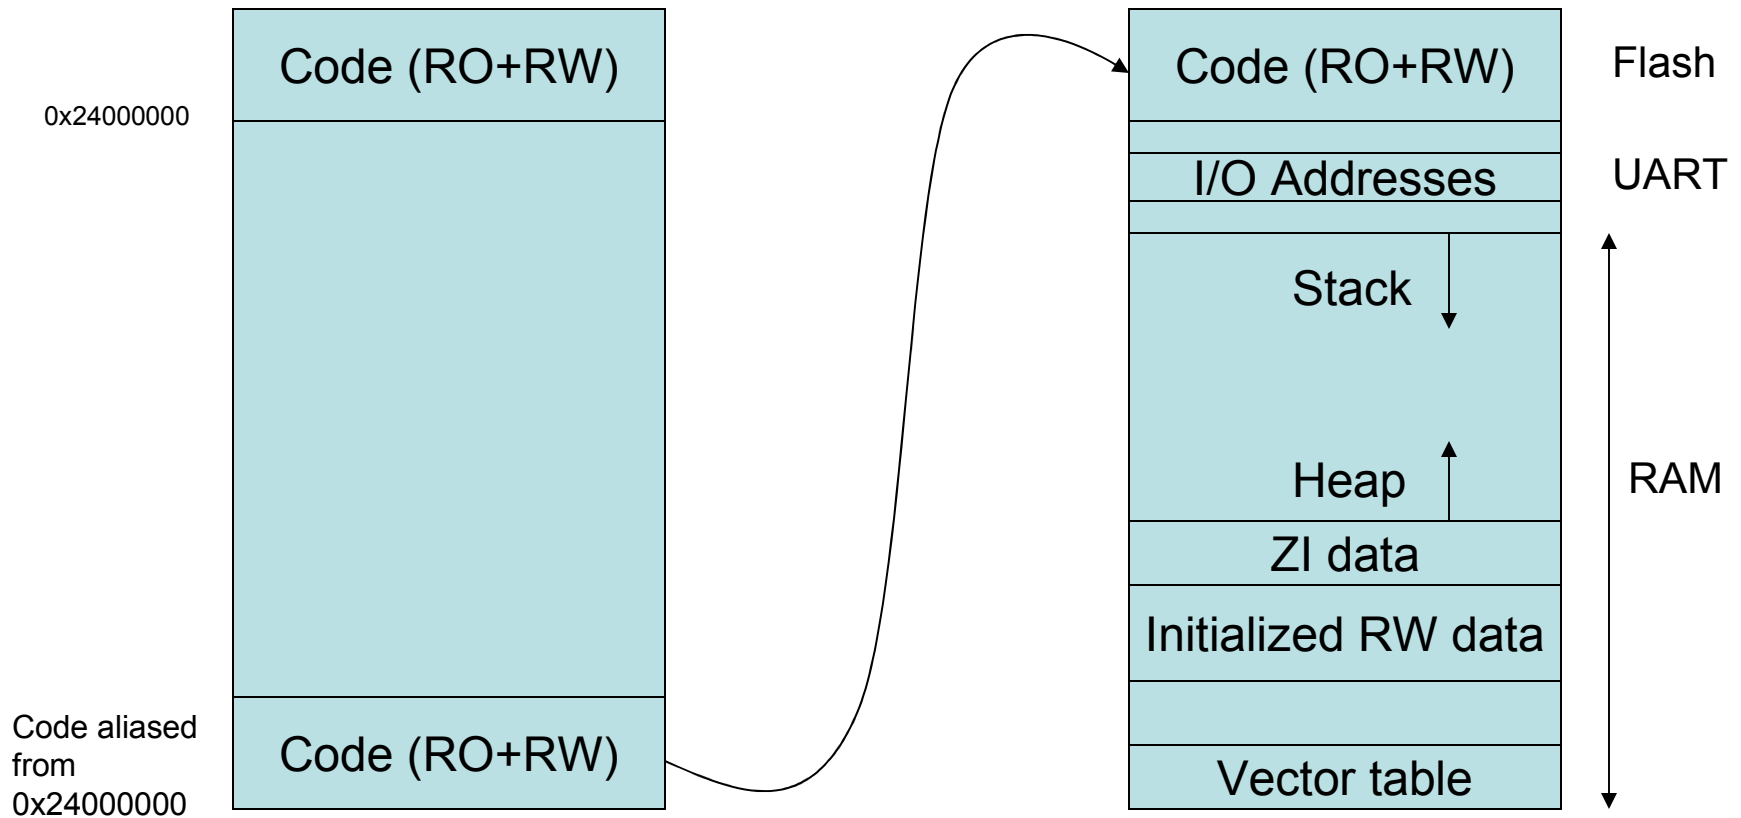 Code (RO+RW)
0x24000000
Code aliased
from
0x24000000
Code (RO+RW)
Code (RO+RW)
Flash
I/O Addresses
UART
Stack
Heap
RAM
ZI data
Initialized RW data
Vector table